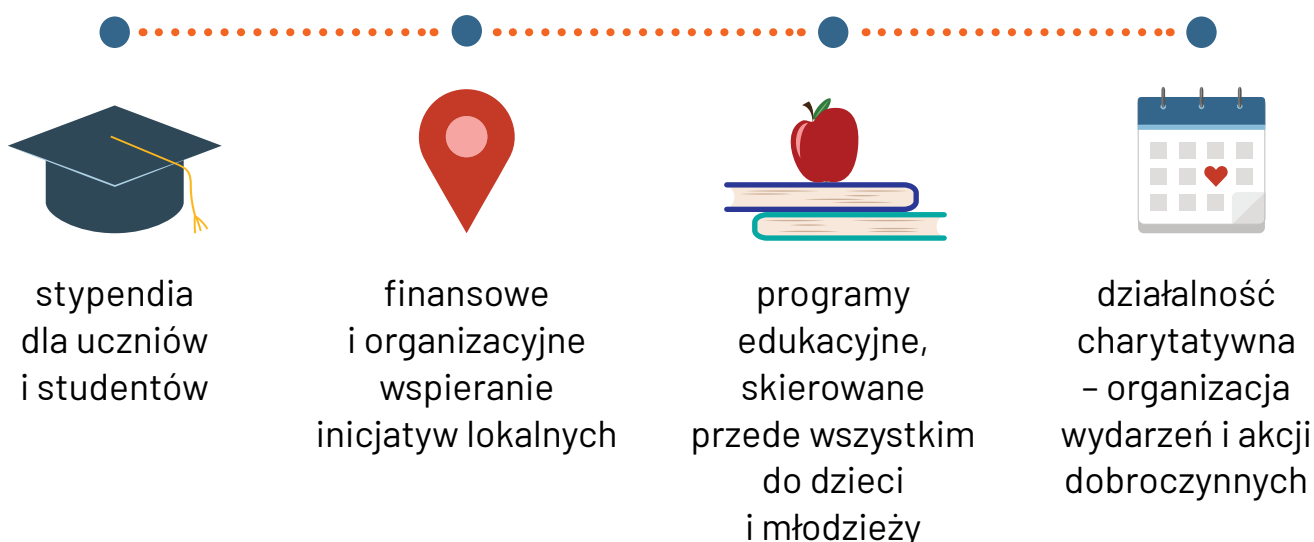 stypendia
dla uczniów
i studentów
finansowe
i organizacyjne
wspieranie
inicjatyw lokalnych
programy
edukacyjne,
skierowane
przede wszystkim
do dzieci
i młodzieży
działalność
charytatywna
– organizacja
wydarzeń i akcji
dobroczynnych